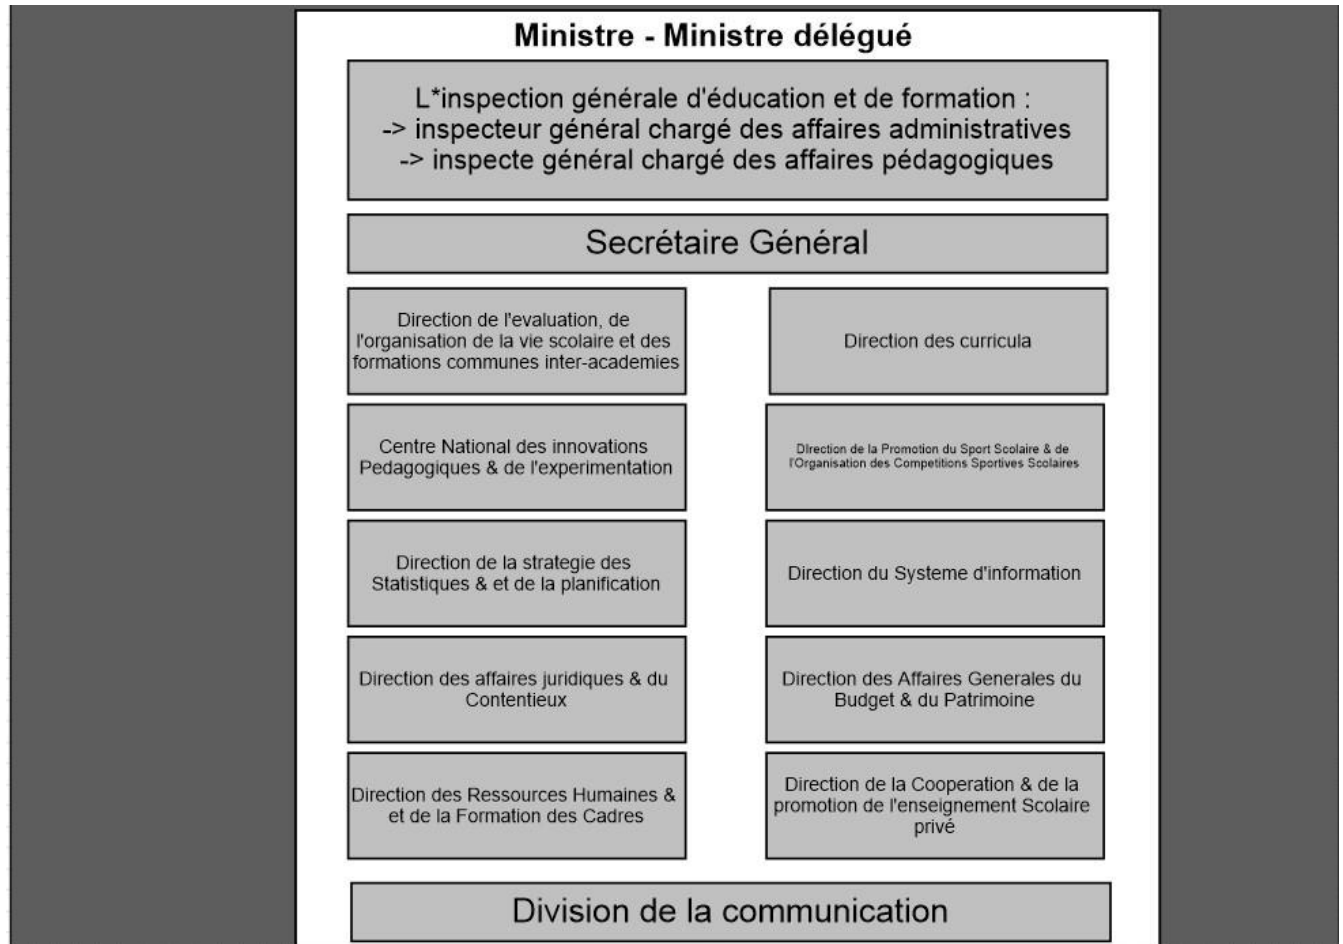 Ministre - Ministre délégué
L*inspection générale d'éducation et de formation :
-> inspecteur général chargé des affaires administratives
-> inspecte général chargé des affaires pédagogiques
Secrétaire Général
Direction de l'evaluation, de
l'organisation de la vie scolaire et des
formations communes inter-academies
Direction des curricula
Centre National des innovations
Pedagogiques & de l'experimentation
DIrection de la Promotion du Sport Scolaire & de
l'Organisation des Competitions Sportives Scolaires
Direction de la strategie des
Statistiques & et de la planification
Direction du Systeme d'information
Direction des affaires juridiques & du
Contentieux
Direction des Affaires Generales du
Budget & du Patrimoine
Direction des Ressources Humaines &
et de la Formation des Cadres
Direction de la Cooperation & de la
promotion de l'enseignement Scolaire
privé
Division de la communication